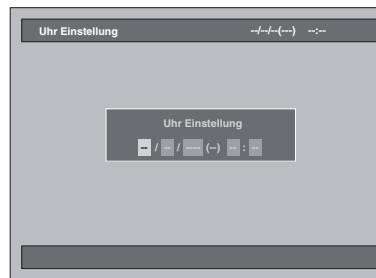 Uhr Einstellung --/--/--(---) --:--
Uhr Einstellung
-- / -- / ---- (--) -- : --